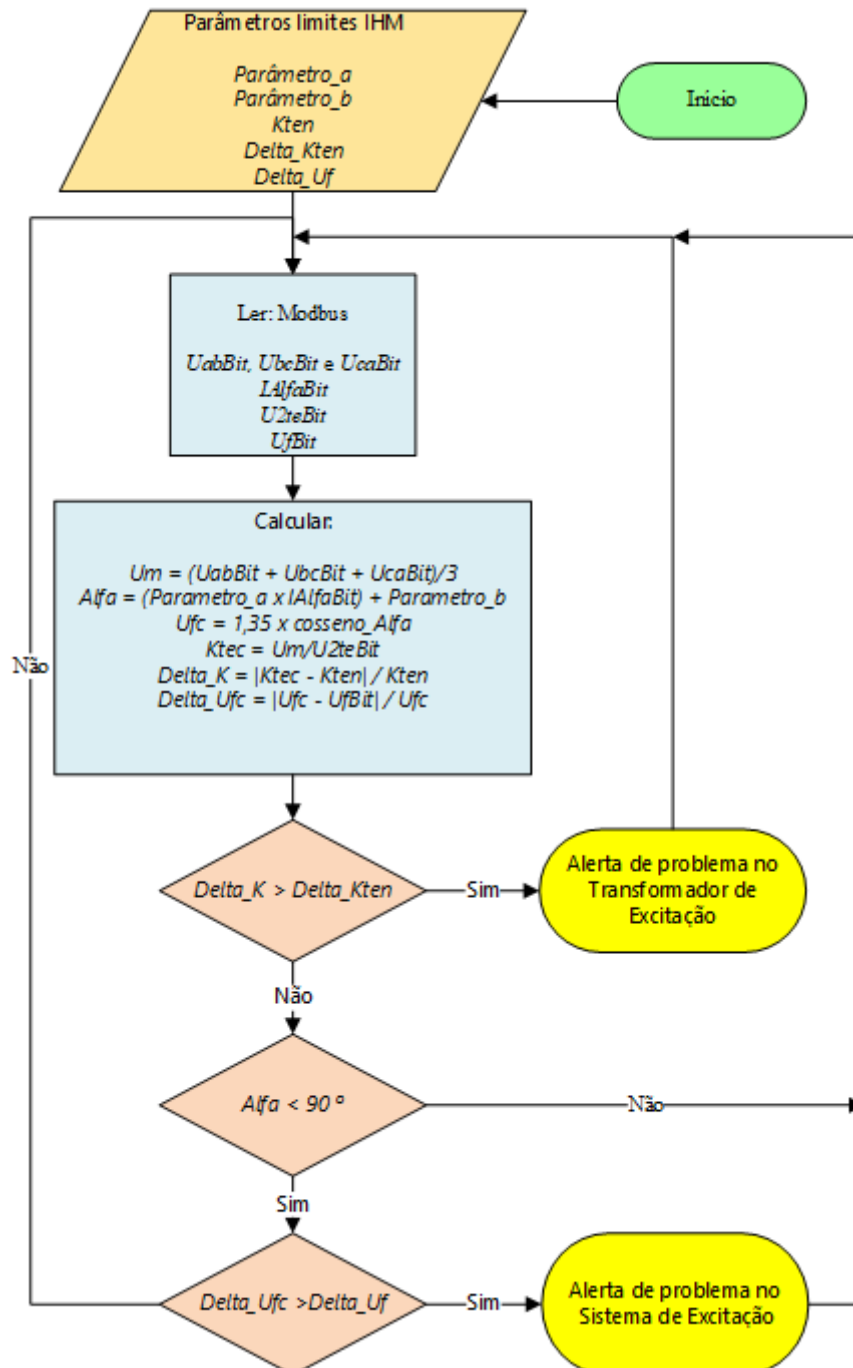 Parâmetros limites IHM
Parâmetro_a
Parâmetro_b
Kten
Delta_Kten
Delta_Uf
Início
Ler: Modbus
UabBit, UbcBit e UcaBit
IAlfaBit
U2teBit
UfBit
Calcular:
Um = (UabBit + UbcBit + UcaBit)/3
Alfa = (Parametro_a x IAlfaBit) + Parametro_b
Ufc = 1,35 x cosseno_Alfa
Ktec = Um/U2teBit
Delta_K = |Ktec - Kten| / Kten
Delta_Ufc = |Ufc - UfBit| / Ufc
Não
Delta_K > Delta_Kten
Sim
Alerta de problema no
Transformador de
Excitação
Não
Alfa < 90 º
Não
Sim
Delta_Ufc >Delta_Uf
Sim
Alerta de problema no
Sistema de Excitação